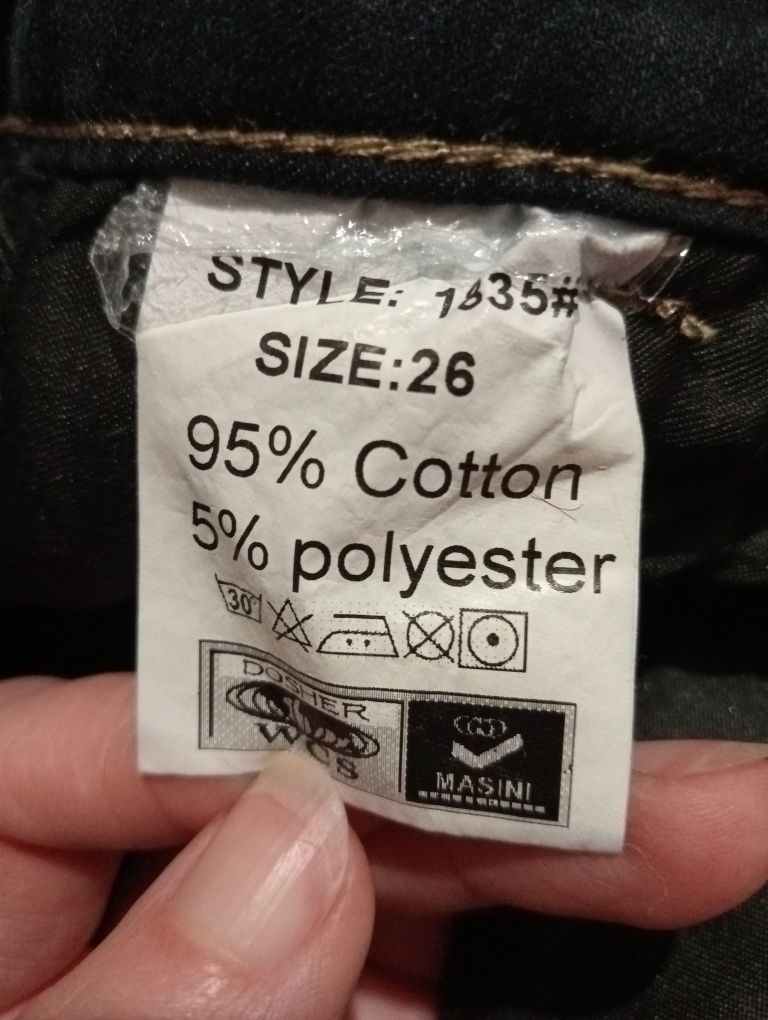 STYLE: 1835#
SIZE:26
95% Cotton
5% polyester
30°
DOSHER
WCS
MASINI